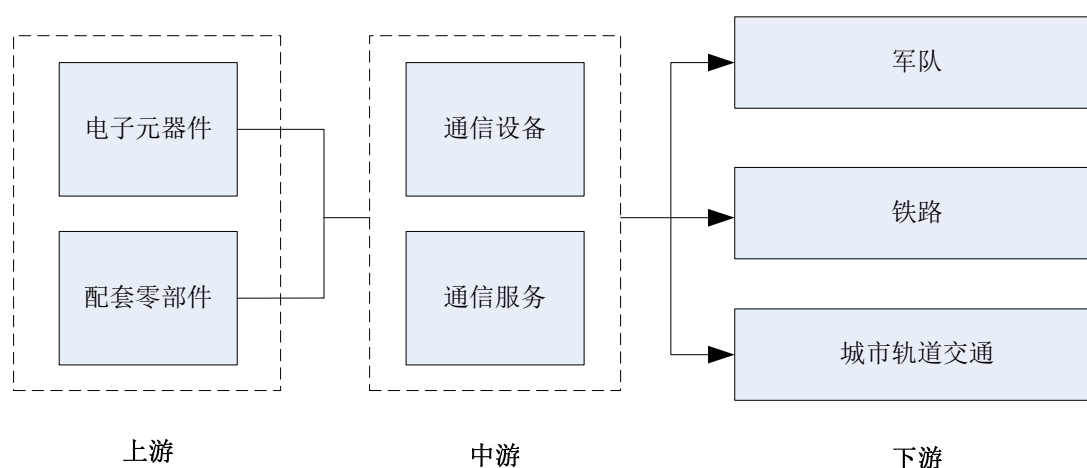 电子元器件
配套零部件
上游
通信设备
通信服务
中游
军队
铁路
城市轨道交通
下游